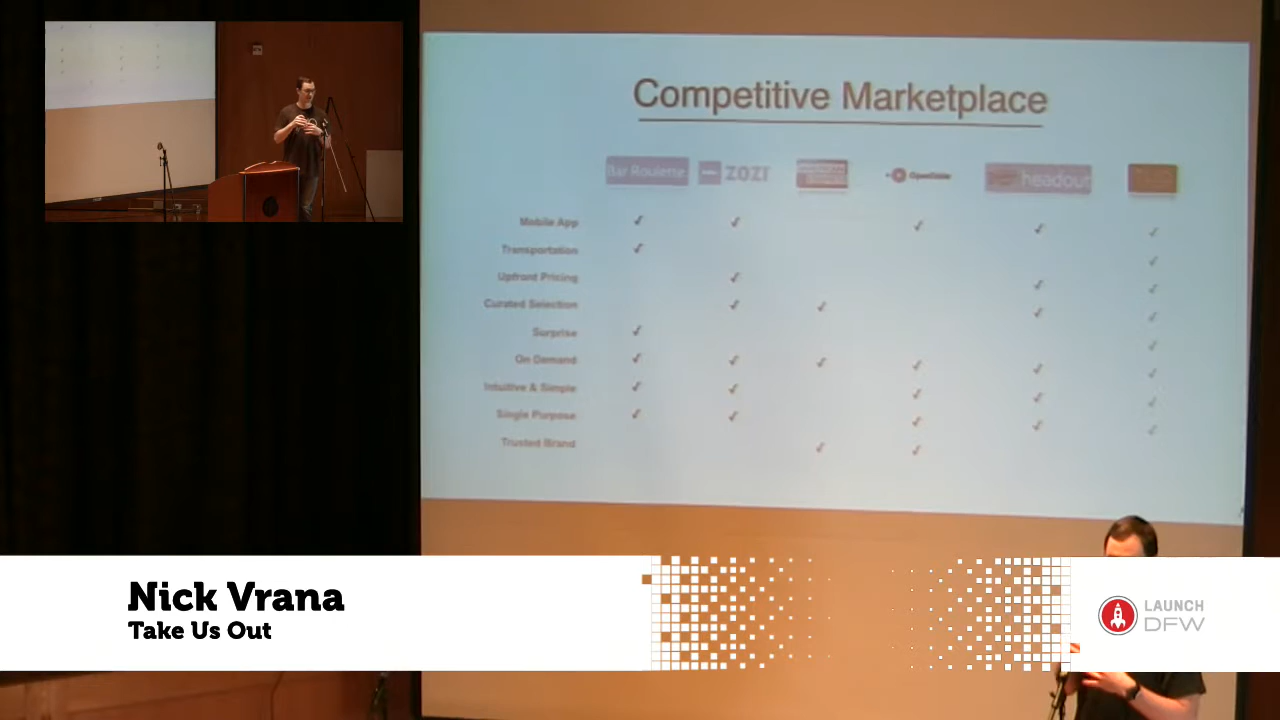 Competitive Marketplace
Bar Roulette
ZOZI
OpenTable
headout
Mobile App
Transportation
Upfront Pricing
Curated Selection
Surprise
On Demand
Intuitive & Simple
Single Purpose
Trusted Brand
Nick Vrana
Take Us Out
LAUNCH
DFW